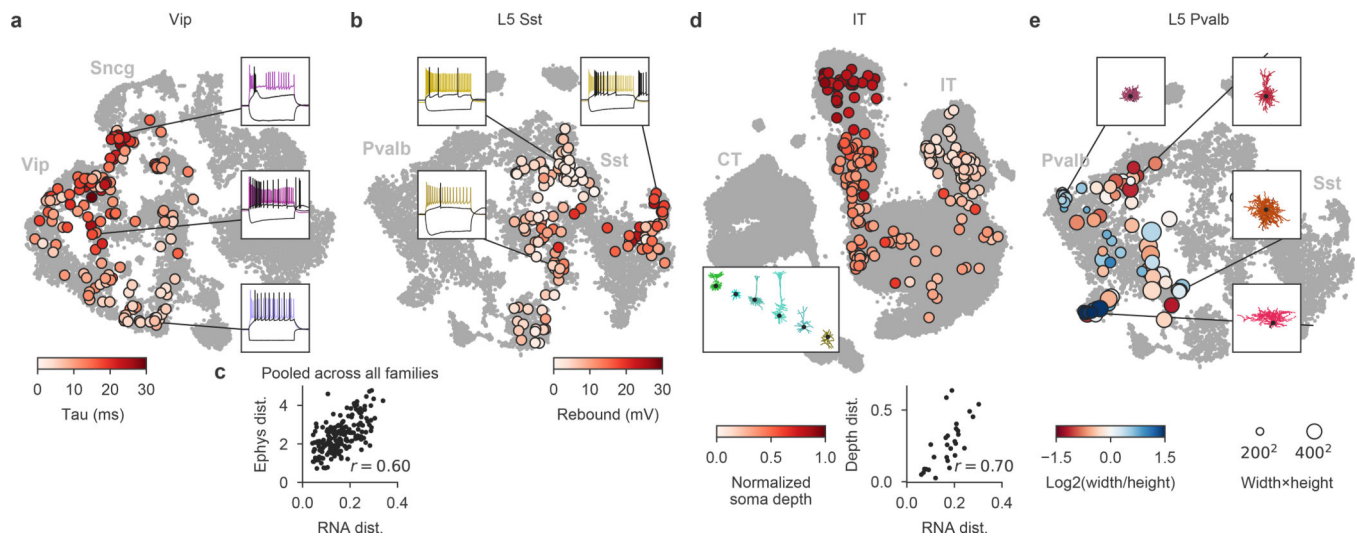 a
Vip
Sncg
Vip
0 10 20 30
Tau (ms)
b
L5 Sst
Pvalb
Sst
0 10 20 30
Rebound (mV)
c
Pooled across all families
Ephys dist.
4
2
0
r = 0.60
0.0 0.2 0.4
RNA dist.
d
IT
IT
CT
0.0 0.5 1.0
Normalized
soma depth
Depth dist.
0.5
0.0
r = 0.70
0.0 0.2 0.4
RNA dist.
e
L5 Pvalb
Pvalb
Sst
−1.5 0.0 1.5
Log2(width/height)
200² 400²
Width×height